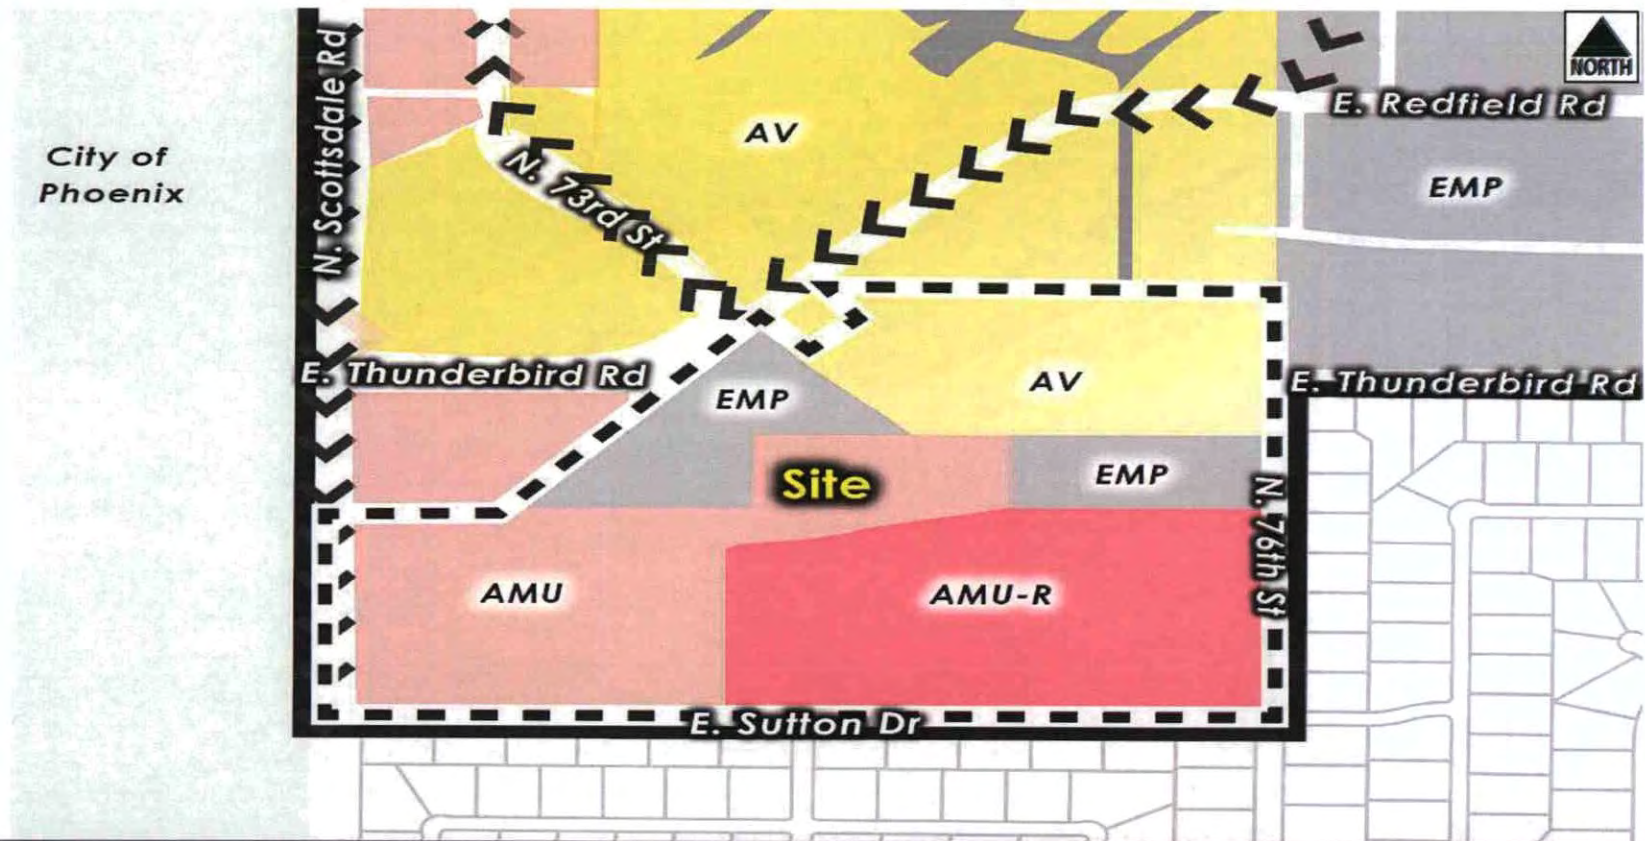 NORTH
N. Scottsdale Rd
E. Redfield Rd
AV
City of
Phoenix
N. 73rd St
EMP
E. Thunderbird Rd
AV
E. Thunderbird Rd
EMP
Site
EMP
N. 76th St
AMU
AMU-R
E. Sutton Dr